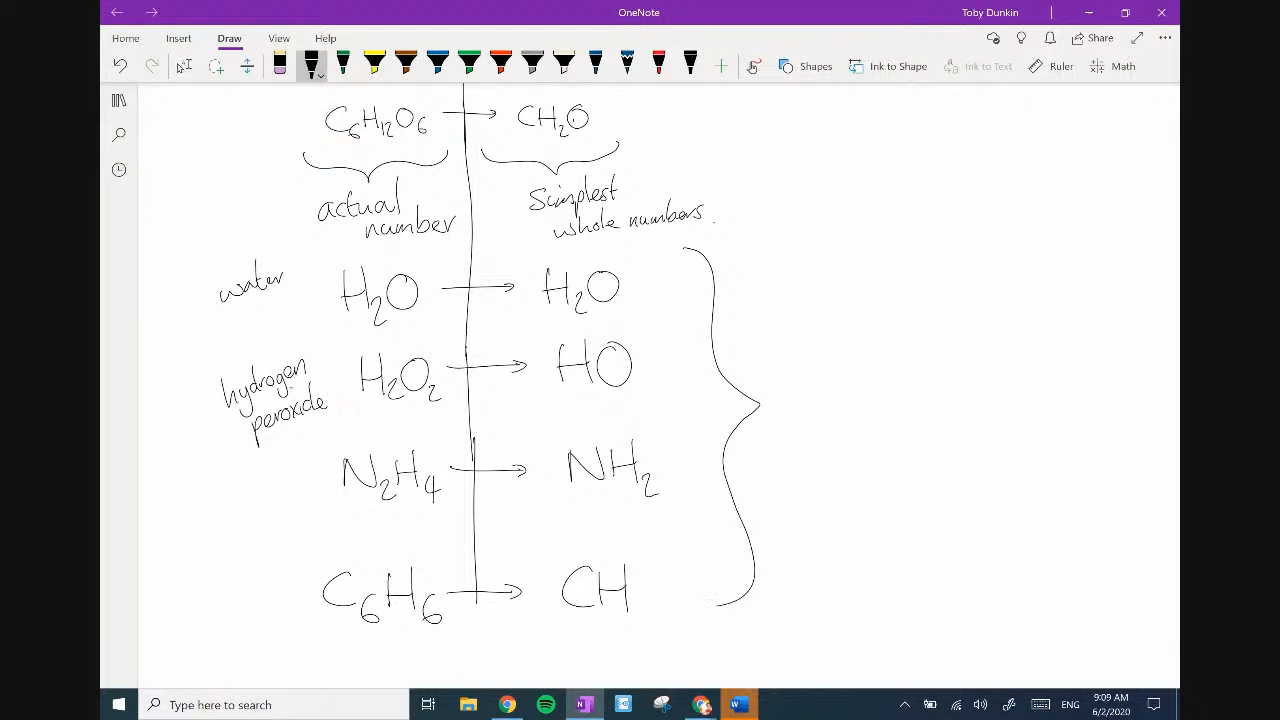 OneNote
Toby Dunkin
Home Insert Draw View Help
Share
Shapes Ink to Shape Ink to Text Ruler Math
C₆H₁₂O₆ → CH₂O
actual number
simplest whole numbers.
water H₂O → H₂O
hydrogen peroxide H₂O₂ → HO
N₂H₄ → NH₂
C₆H₆ → CH
Type here to search
ENG
9:09 AM
6/2/2020